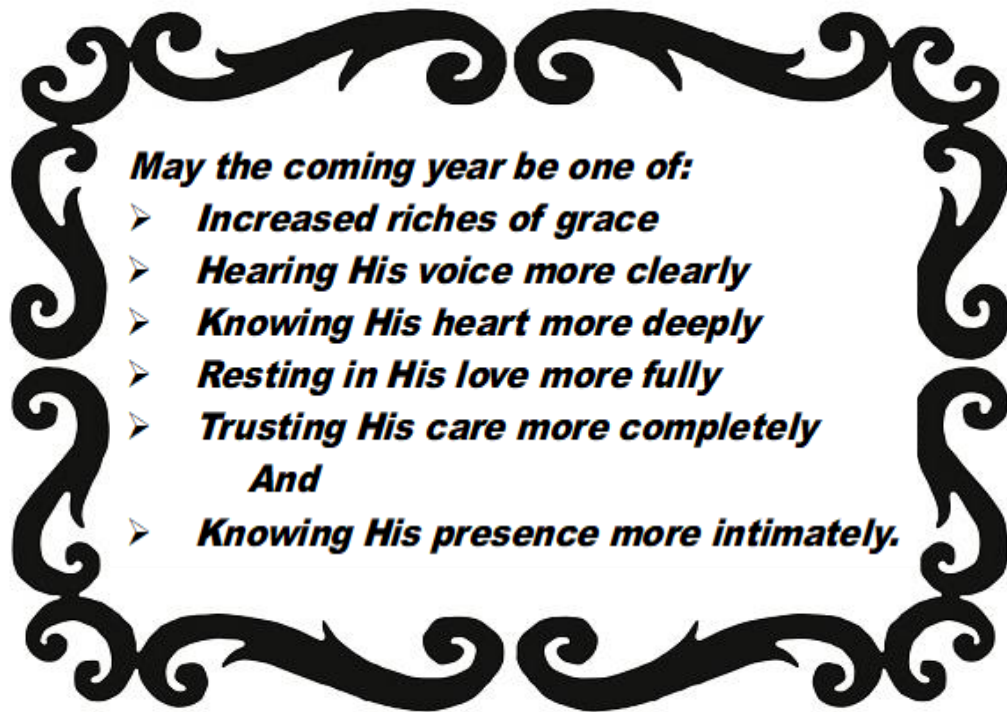 May the coming year be one of:
➢ Increased riches of grace
➢ Hearing His voice more clearly
➢ Knowing His heart more deeply
➢ Resting in His love more fully
➢ Trusting His care more completely
And
➢ Knowing His presence more intimately.